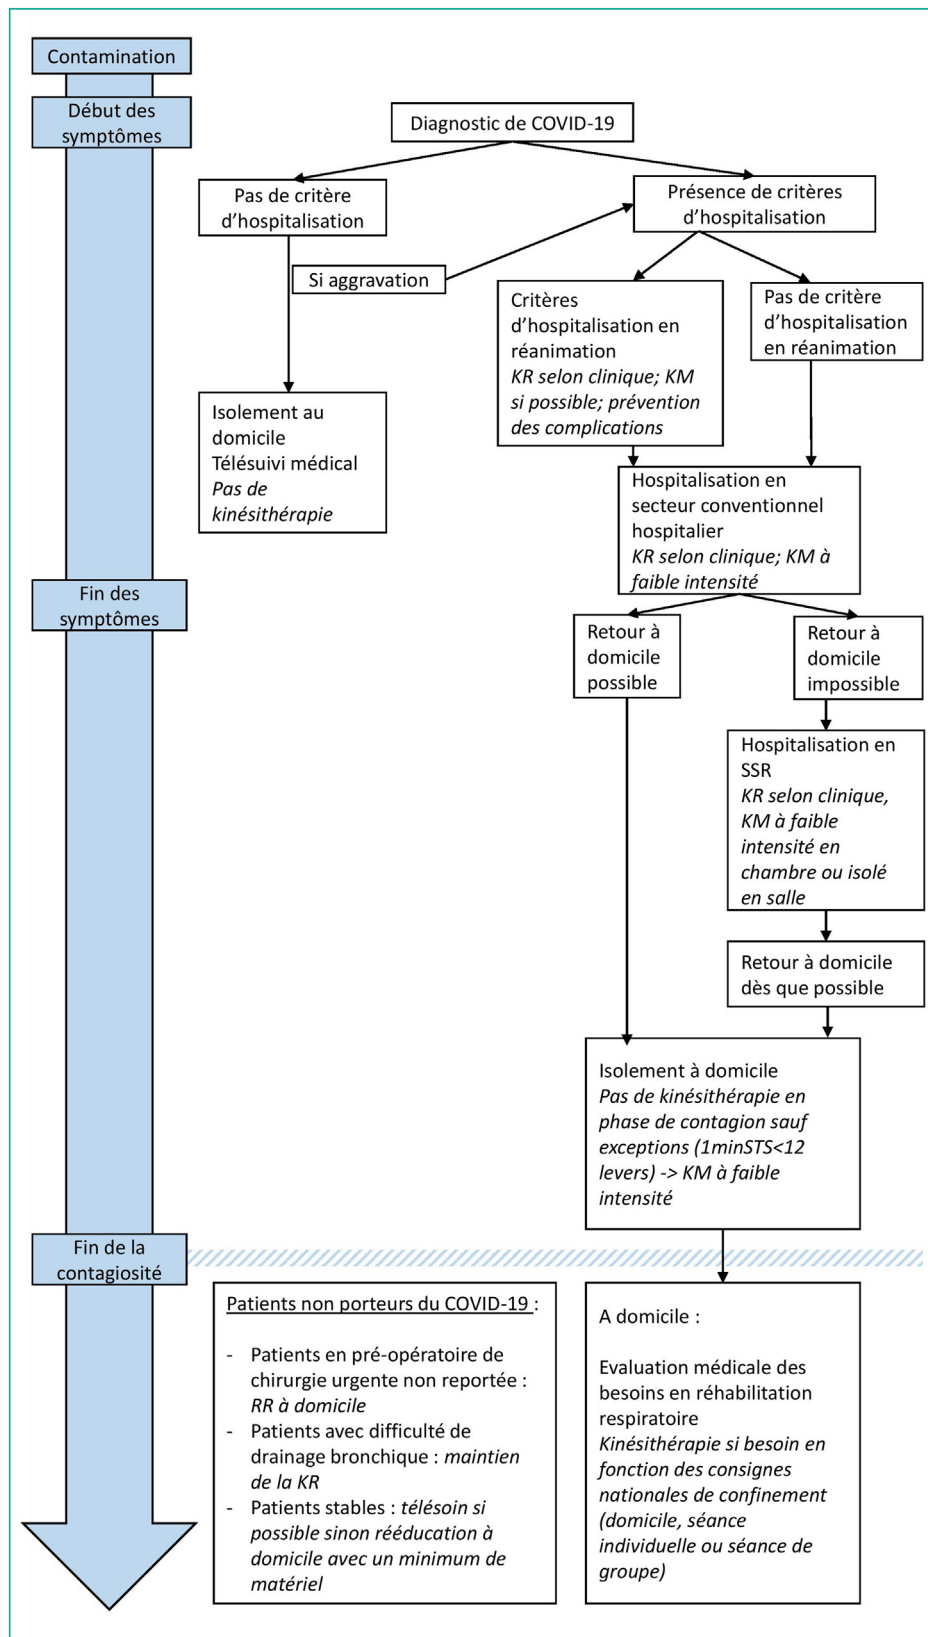 Contamination
Début des
symptômes
Diagnostic de COVID-19
Pas de critère
d'hospitalisation
Présence de critères
d'hospitalisation
Si aggravation
Critères
d'hospitalisation en
réanimation
KR selon clinique; KM
si possible; prévention
des complications
Pas de critère
d'hospitalisation
en réanimation
Isolement au
domicile
Télésuivi médical
Pas de
kinésithérapie
Hospitalisation en
secteur conventionnel
hospitalier
KR selon clinique; KM à
faible intensité
Fin des
symptômes
Retour à
domicile
possible
Retour à
domicile
impossible
Hospitalisation en
SSR
KR selon clinique,
KM à faible
intensité en
chambre ou isolé
en salle
Retour à domicile
dès que possible
Isolement à domicile
Pas de kinésithérapie en
phase de contagion sauf
exceptions (1minSTS<12
levers) -> KM à faible
intensité
Fin de la
contagiosité
Patients non porteurs du COVID-19 :
- Patients en pré-opératoire de
chirurgie urgente non reportée :
RR à domicile
- Patients avec difficulté de
drainage bronchique : maintien
de la KR
- Patients stables : télésoin si
possible sinon rééducation à
domicile avec un minimum de
matériel
A domicile :
Evaluation médicale des
besoins en réhabilitation
respiratoire
Kinésithérapie si besoin en
fonction des consignes
nationales de confinement
(domicile, séance
individuelle ou séance de
groupe)